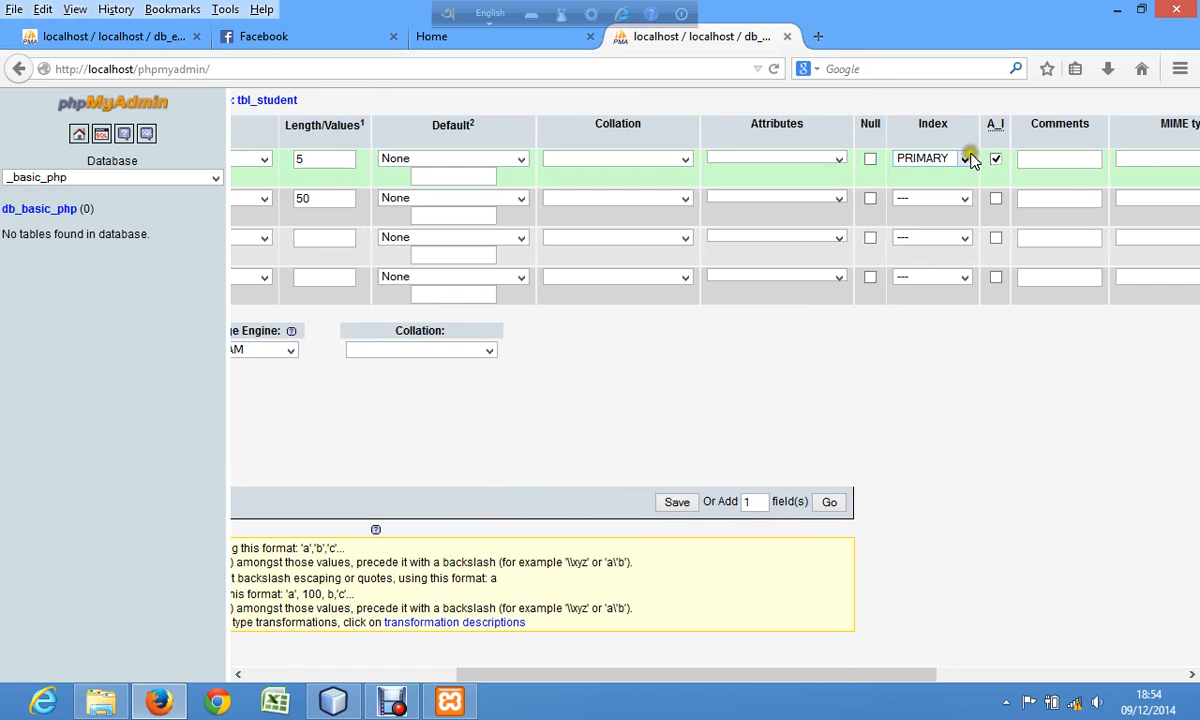 File Edit View History Bookmarks Tools Help
English
localhost / localhost / db_e... × Facebook × Home × localhost / localhost / db_... × +
http://localhost/phpmyadmin/
Google
phpMyAdmin
SQL
Database
_basic_php
db_basic_php (0)
No tables found in database.
: tbl_student
Length/Values1 Default2 Collation Attributes Null Index A_I Comments MIME ty
5 None PRIMARY
50 None ---
None ---
None ---
ge Engine: Collation:
AM
Save Or Add 1 field(s) Go
g this format: 'a','b','c'...
) amongst those values, precede it with a backslash (for example '\\xyz' or 'a\'b').
t backslash escaping or quotes, using this format: a
his format: 'a', 100, b,'c'...
) amongst those values, precede it with a backslash (for example '\\xyz' or 'a\'b').
type transformations, click on transformation descriptions
18:54
09/12/2014